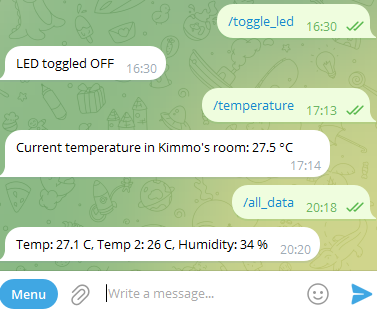 /toggle_led 16:30
LED toggled OFF 16:30
/temperature 17:13
Current temperature in Kimmo's room: 27.5 °C
17:14
/all_data 20:18
Temp: 27.1 C, Temp 2: 26 C, Humidity: 34 % 20:20
Menu Write a message...